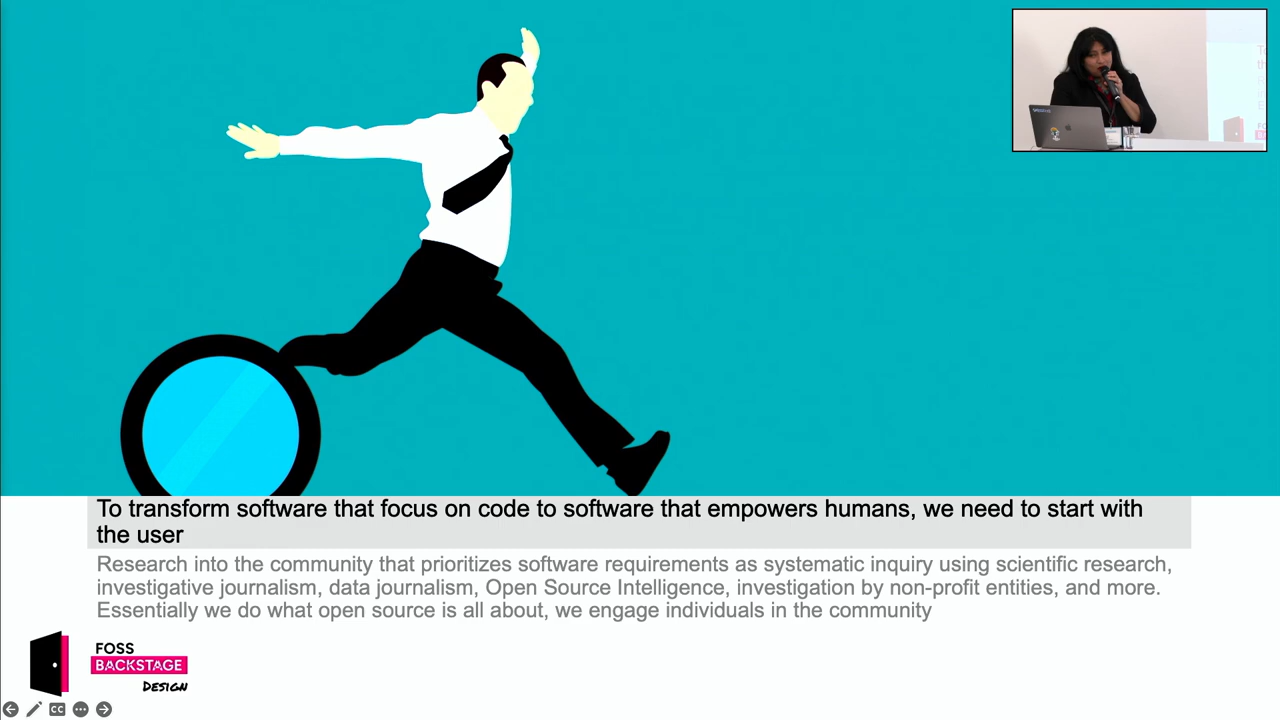 To transform software that focus on code to software that empowers humans, we need to start with
the user
Research into the community that prioritizes software requirements as systematic inquiry using scientific research,
investigative journalism, data journalism, Open Source Intelligence, investigation by non-profit entities, and more.
Essentially we do what open source is all about, we engage individuals in the community
FOSS
BACKSTAGE
DESIGN
CC